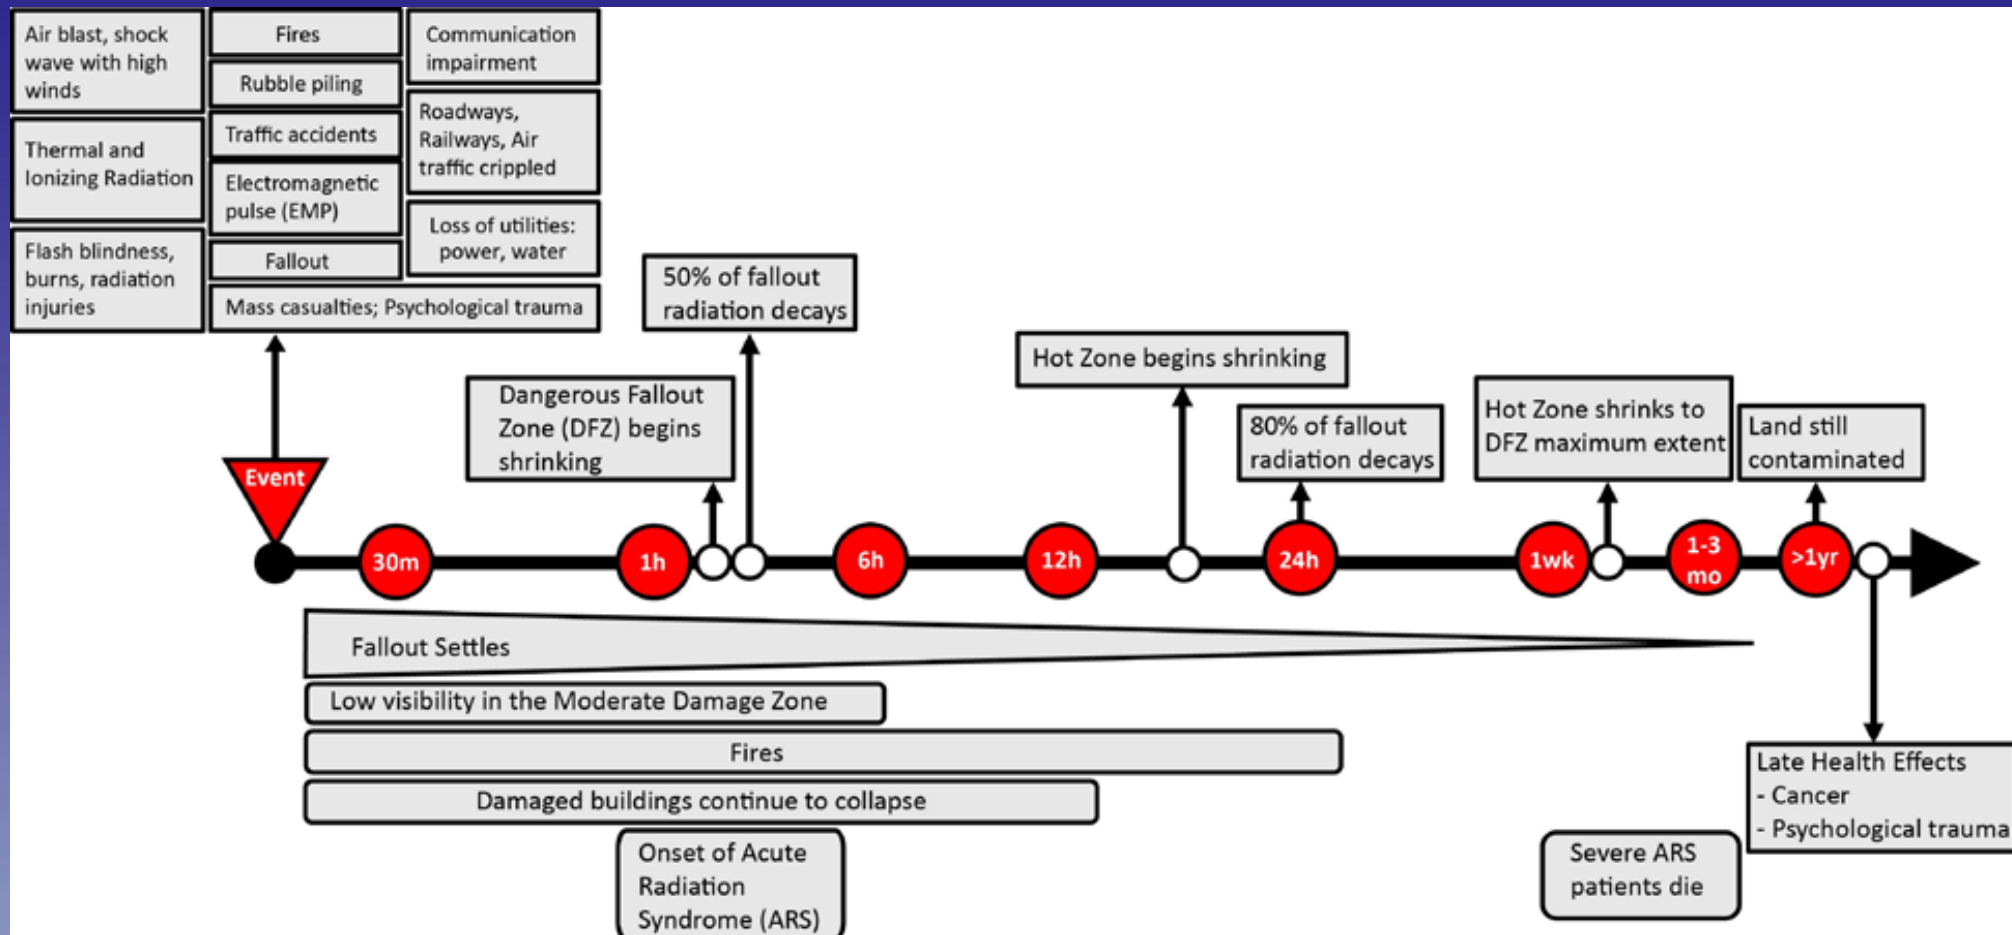 Air blast, shock
wave with high
winds
Thermal and
Ionizing Radiation
Flash blindness,
burns, radiation
injuries
Fires
Rubble piling
Traffic accidents
Electromagnetic
pulse (EMP)
Fallout
Communication
impairment
Roadways,
Railways, Air
traffic crippled
Loss of utilities:
power, water
Mass casualties; Psychological trauma
50% of fallout
radiation decays
Dangerous Fallout
Zone (DFZ) begins
shrinking
Hot Zone begins shrinking
80% of fallout
radiation decays
Hot Zone shrinks to
DFZ maximum extent
Land still
contaminated
Event
30m
1h
6h
12h
24h
1wk
1-3
mo
>1yr
Fallout Settles
Low visibility in the Moderate Damage Zone
Fires
Damaged buildings continue to collapse
Onset of Acute
Radiation
Syndrome (ARS)
Severe ARS
patients die
Late Health Effects
- Cancer
- Psychological trauma